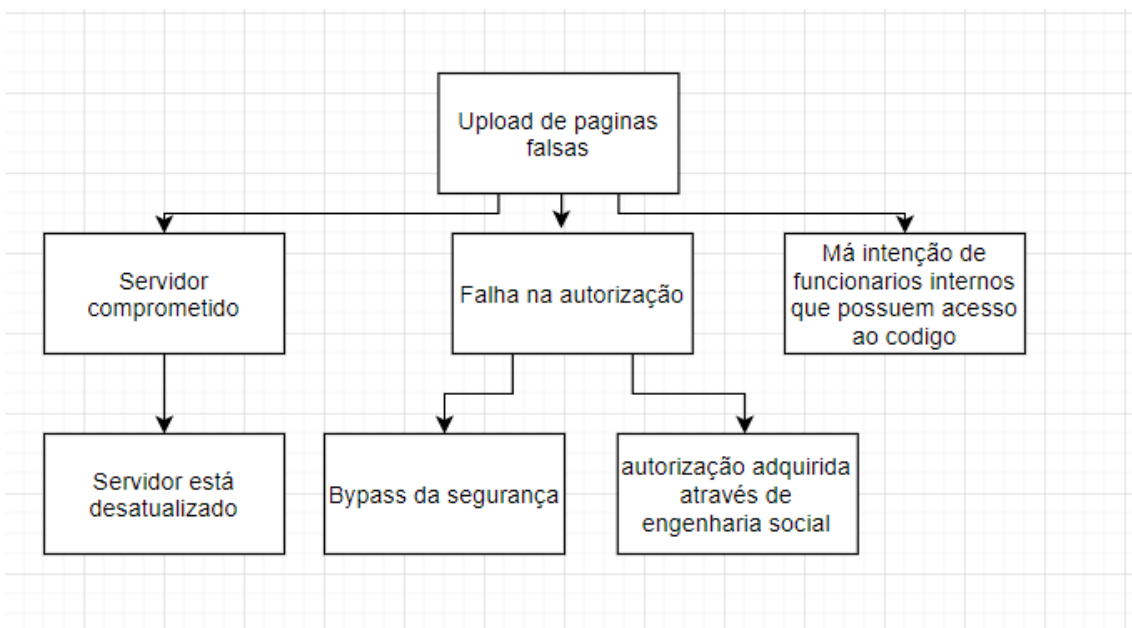 Upload de paginas
falsas
Servidor
comprometido
Falha na autorização
Má intenção de
funcionarios internos
que possuem acesso
ao codigo
Servidor está
desatualizado
Bypass da segurança
autorização adquirida
através de
engenharia social